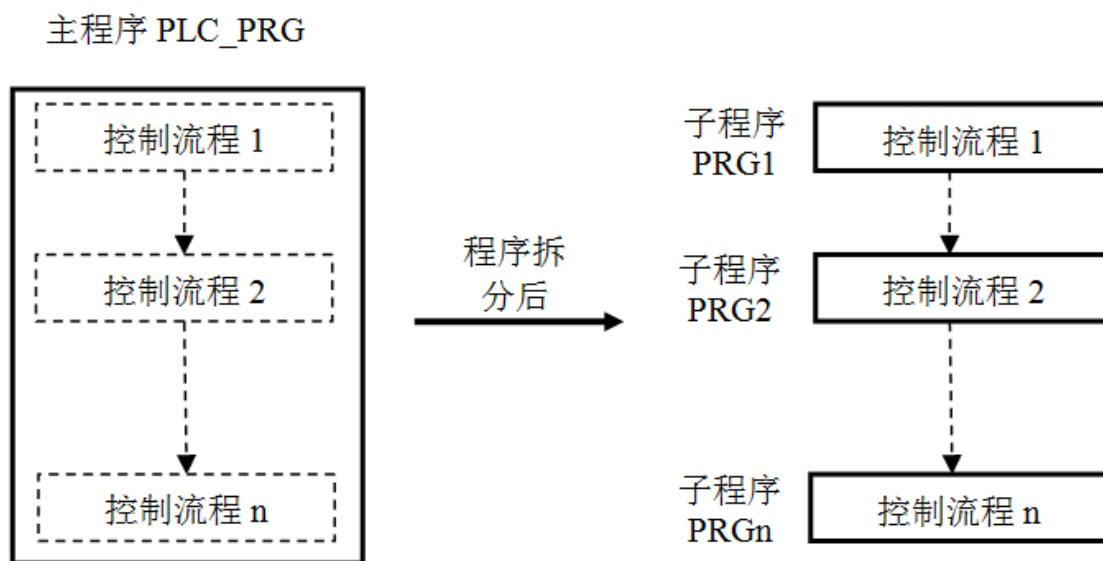 主程序 PLC_PRG
控制流程 1
控制流程 2
控制流程 n
程序拆
分后
子程序
PRG1
控制流程 1
子程序
PRG2
控制流程 2
子程序
PRGn
控制流程 n